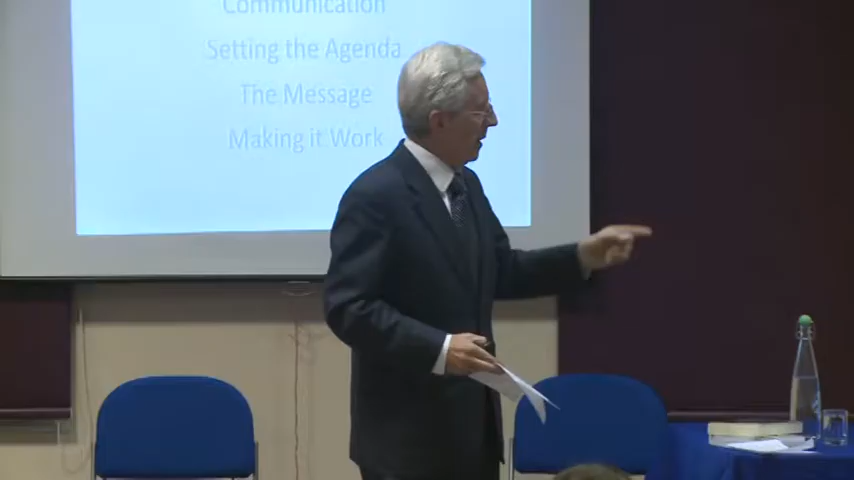 Communication
Setting the Agenda
The Message
Making it Work